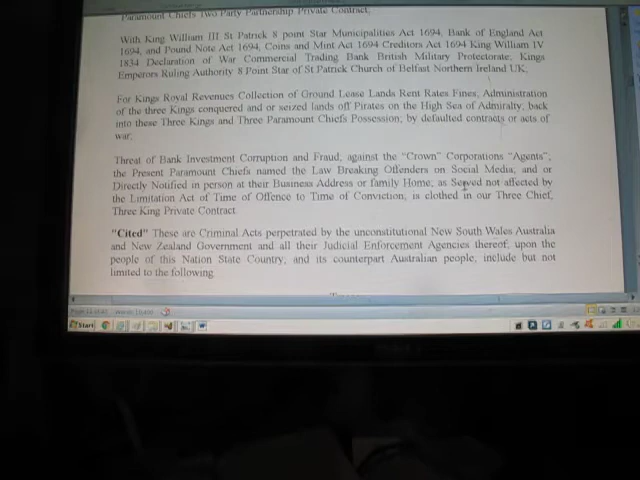 Paramount Chiefs Two Party Partnership Private Contract,
With King William III St Patrick 8 point Star Municipalities Act 1694, Bank of England Act
1694, and Pound Note Act 1694, Coins and Mint Act 1694 Creditors Act 1694 King William IV
1834 Declaration of War Commercial Trading Bank British Military Protectorate, Kings
Emperors Ruling Authority 8 Point Star of St Patrick Church of Belfast Northern Ireland UK,
For Kings Royal Revenues Collection of Ground Lease Lands Rent Rates Fines, Administration
of the three Kings conquered and or seized lands off Pirates on the High Sea of Admiralty, back
into these Three Kings and Three Paramount Chiefs Possession; by defaulted contracts or acts of
war;
Threat of Bank Investment Corruption and Fraud; against the "Crown" Corporations "Agents",
the Present Paramount Chiefs named the Law Breaking Offenders on Social Media; and or
Directly Notified in person at their Business Address or family Home; as Served not affected by
the Limitation Act of Time of Offence to Time of Conviction, is clothed in our Three Chief,
Three King Private Contract.
"Cited" These are Criminal Acts perpetrated by the unconstitutional New South Wales Australia
and New Zealand Government and all their Judicial Enforcement Agencies thereof, upon the
people of this Nation State Country, and its counterpart Australian people, include but not
limited to the following
Start